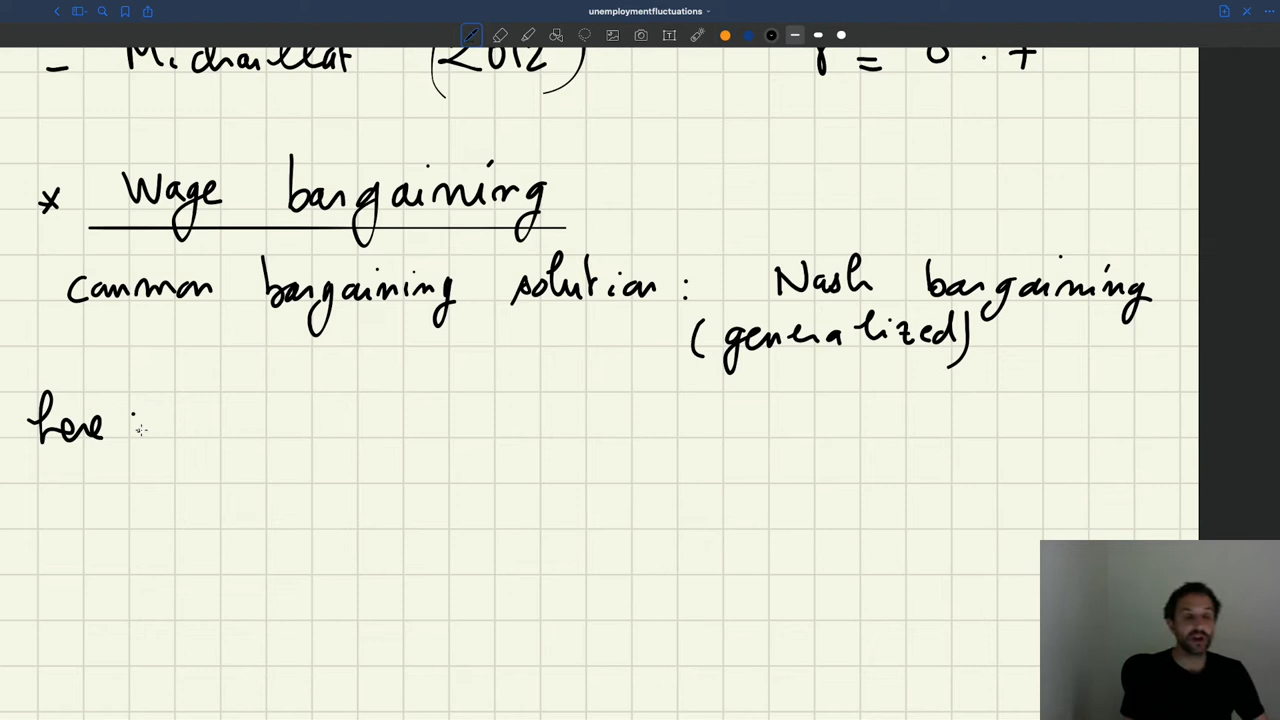 unemploymentfluctuations
- Michaillat (2012) γ = 0.7
* Wage bargaining
common bargaining solution: Nash bargaining
(generalized)
here :